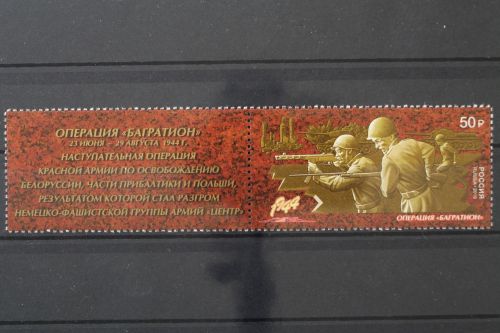 ОПЕРАЦИЯ «БАГРАТИОН»
23 ИЮНЯ - 29 АВГУСТА 1944 Г.
НАСТУПАТЕЛЬНАЯ ОПЕРАЦИЯ
КРАСНОЙ АРМИИ ПО ОСВОБОЖДЕНИЮ
БЕЛОРУССИИ, ЧАСТИ ПРИБАЛТИКИ И ПОЛЬШИ,
РЕЗУЛЬТАТОМ КОТОРОЙ СТАЛ РАЗГРОМ
НЕМЕЦКО-ФАШИСТСКОЙ ГРУППЫ АРМИЙ «ЦЕНТР»
50 ₽
РОССИЯ
1944
ОПЕРАЦИЯ «БАГРАТИОН»